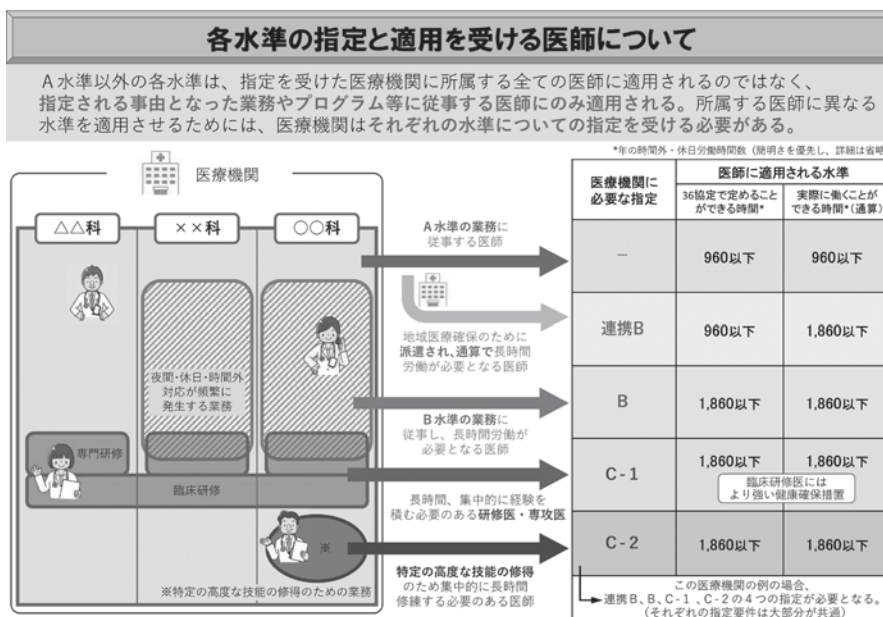 各水準の指定と適用を受ける医師について
A水準以外の各水準は、指定を受けた医療機関に所属する全ての医師に適用されるのではなく、
指定される事由となった業務やプログラム等に従事する医師にのみ適用される。所属する医師に異なる
水準を適用させるためには、医療機関はそれぞれの水準についての指定を受ける必要がある。
*年の時間外・休日労働時間数（簡明さを優先し、詳細は省略
医療機関
△△科
××科
○○科
夜間・休日・時間外
対応が頻繁に
発生する業務
専門研修
臨床研修
※
※特定の高度な技能の修得のための業務
A水準の業務に
従事する医師
地域医療確保のために
派遣され、通算で長時間
労働が必要となる医師
B水準の業務に
従事し、長時間労働が
必要となる医師
長時間、集中的に経験を
積む必要のある研修医・専攻医
特定の高度な技能の修得
のため集中的に長時間
修練する必要のある医師
医療機関に
必要な指定
医師に適用される水準
36協定で定めること
ができる時間*
実際に働くことが
できる時間*(通算)
－
960以下
960以下
連携B
960以下
1,860以下
B
1,860以下
1,860以下
C-1
1,860以下
1,860以下
臨床研修医には
より強い健康確保措置
C-2
1,860以下
1,860以下
この医療機関の例の場合、
連携B、B、C-1、C-2の4つの指定が必要となる。
(それぞれの指定要件は大部分が共通)